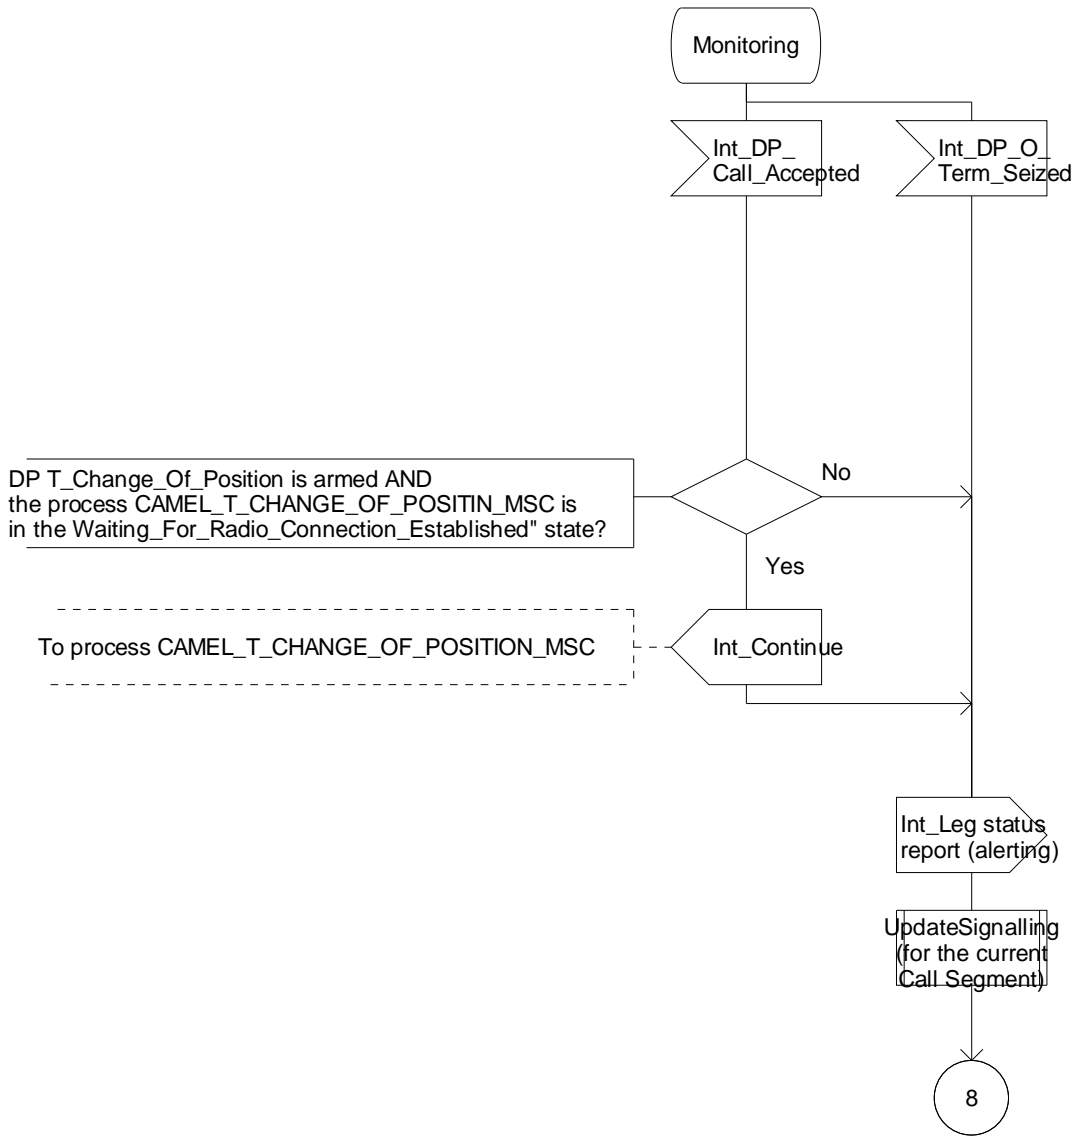 Monitoring
Int_DP_
Call_Accepted
Int_DP_O_
Term_Seized
DP T_Change_Of_Position is armed AND
the process CAMEL_T_CHANGE_OF_POSITIN_MSC is
in the Waiting_For_Radio_Connection_Established" state?
No
Yes
To process CAMEL_T_CHANGE_OF_POSITION_MSC
Int_Continue
Int_Leg status
report (alerting)
UpdateSignalling
(for the current
Call Segment)
8